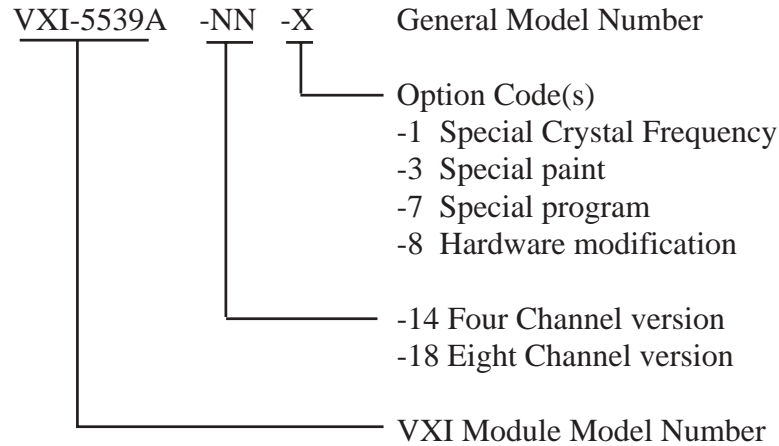 VXI-5539A -NN -X General Model Number
Option Code(s)
-1 Special Crystal Frequency
-3 Special paint
-7 Special program
-8 Hardware modification
-14 Four Channel version
-18 Eight Channel version
VXI Module Model Number